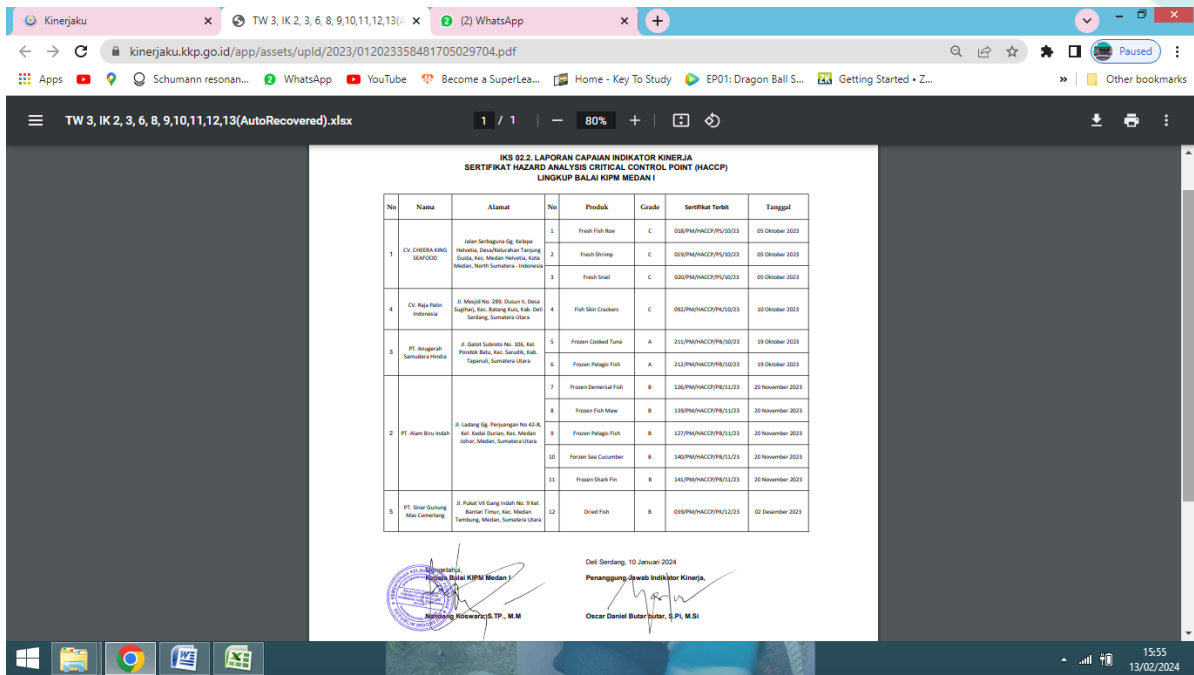 Kinerjaku
TW 3, IK 2, 3, 6, 8, 9,10,11,12,13(
(2) WhatsApp
kinerjaku.kkp.go.id/app/assets/upld/2023/012023358481705029704.pdf
Paused
Apps
Schumann resonan...
WhatsApp
YouTube
Become a SuperLea...
Home - Key To Study
EP01: Dragon Ball S...
Getting Started • Z...
Other bookmarks
TW 3, IK 2, 3, 6, 8, 9,10,11,12,13(AutoRecovered).xlsx
1 / 1
80%
IKS 02.2. LAPORAN CAPAIAN INDIKATOR KINERJA
SERTIFIKAT HAZARD ANALYSIS CRITICAL CONTROL POINT (HACCP)
LINGKUP BALAI KIPM MEDAN I
No Nama Alamat No Produk Grade Sertifikat Terbit Tanggal
1 CV. CHEERA KING SEAFOOD
Jalan Serbaguna Gg. Kelapa
Helvetia, Desa/Kelurahan Tanjung
Gusta, Kec. Medan Helvetia, Kota
Medan, North Sumatera - Indonesia
1 Fresh Fish Roe C 018/PM/HACCP/PS/10/23 05 Oktober 2023
2 Fresh Shrimp C 019/PM/HACCP/PS/10/23 05 Oktober 2023
3 Fresh Snail C 020/PM/HACCP/PS/10/23 05 Oktober 2023
4 CV. Raja Patin Indonesia
Jl. Mesjid No. 289, Dusun II, Desa
Sugiharj, Kec. Batang Kuis, Kab. Deli
Serdang, Sumatera Utara
4 Fish Skin Crackers C 092/PM/HACCP/PK/10/23 10 Oktober 2023
3 PT. Anugerah Samudera Hindia
Jl. Gatot Subroto No. 106, Kel.
Pondok Batu, Kec. Sarudik, Kab.
Tapanuli, Sumatera Utara
5 Frozen Cooked Tuna A 211/PM/HACCP/PB/10/23 19 Oktober 2023
6 Frozen Pelagic Fish A 212/PM/HACCP/PB/10/23 19 Oktober 2023
2 PT. Alam Biru Indah
Jl. Ladang Gg. Perjuangan No 42-B,
Kel. Kedai Durian, Kec. Medan
Johor, Medan, Sumatera Utara
7 Frozen Demersal Fish B 126/PM/HACCP/PB/11/23 20 November 2023
8 Frozen Fish Maw B 139/PM/HACCP/PB/11/23 20 November 2023
9 Frozen Pelagic Fish B 127/PM/HACCP/PB/11/23 20 November 2023
10 Forzen Sea Cucumber B 140/PM/HACCP/PB/11/23 20 November 2023
11 Frozen Shark Fin B 141/PM/HACCP/PB/11/23 20 November 2023
5 PT. Sinar Gunung Mas Cemerlang
Jl. Pukat VII Gang Indah No. 9 Kel.
Bantan Timur, Kec. Medan
Tembung, Medan, Sumatera Utara
12 Dried Fish B 039/PM/HACCP/PK/12/23 02 Desember 2023
Mengetahui,
Kepala Balai KIPM Medan I
Nandang Koswara, S.TP., M.M
Deli Serdang, 10 Januari 2024
Penanggung Jawab Indikator Kinerja,
Oscar Daniel Butar butar, S.Pi, M.Si
REPUBLIK INDONESIA
15:55
13/02/2024